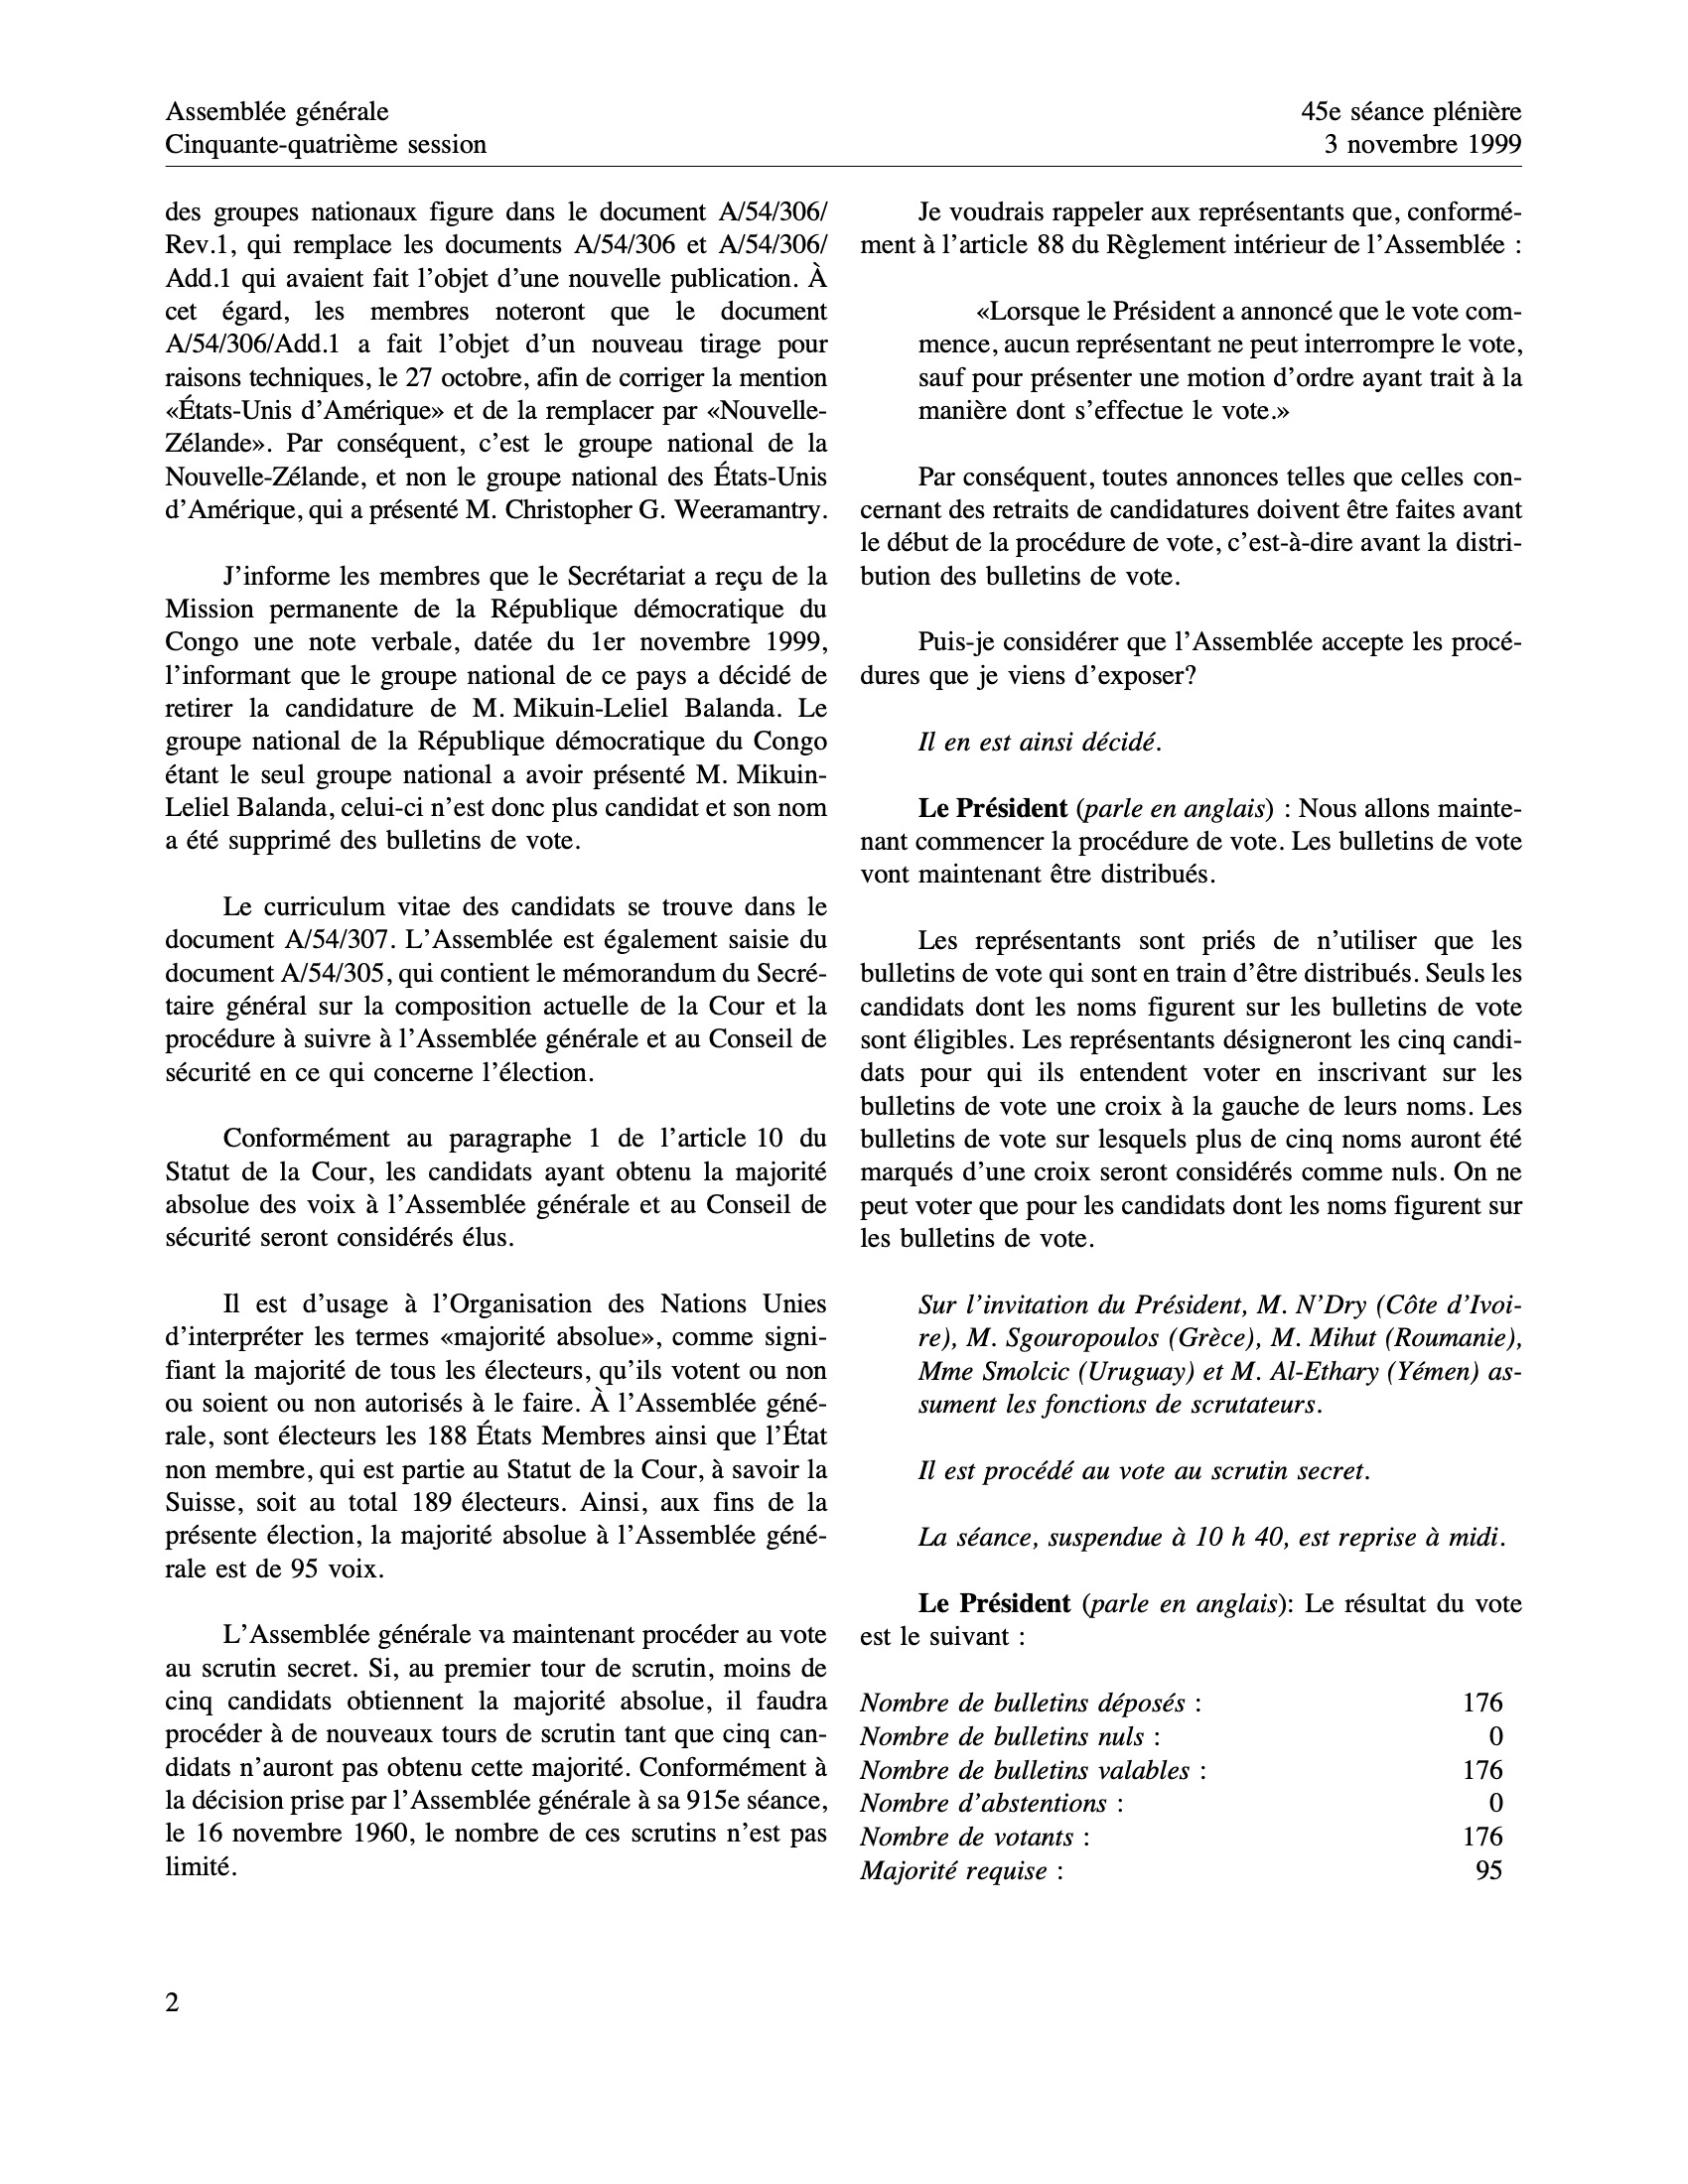 Assemblée générale
Cinquante-quatrième session
45e séance plénière
3 novembre 1999
des groupes nationaux figure dans le document A/54/306/
Rev.1, qui remplace les documents A/54/306 et A/54/306/
Add.1 qui avaient fait l’objet d’une nouvelle publication. À
cet égard, les membres noteront que le document
A/54/306/Add.1 a fait l’objet d’un nouveau tirage pour
raisons techniques, le 27 octobre, afin de corriger la mention
«États-Unis d’Amérique» et de la remplacer par «Nouvelle-
Zélande». Par conséquent, c’est le groupe national de la
Nouvelle-Zélande, et non le groupe national des États-Unis
d’Amérique, qui a présenté M. Christopher G. Weeramantry.
J’informe les membres que le Secrétariat a reçu de la
Mission permanente de la République démocratique du
Congo une note verbale, datée du 1er novembre 1999,
l’informant que le groupe national de ce pays a décidé de
retirer la candidature de M. Mikuin-Leliel Balanda. Le
groupe national de la République démocratique du Congo
étant le seul groupe national a avoir présenté M. Mikuin-
Leliel Balanda, celui-ci n’est donc plus candidat et son nom
a été supprimé des bulletins de vote.
Le curriculum vitae des candidats se trouve dans le
document A/54/307. L’Assemblée est également saisie du
document A/54/305, qui contient le mémorandum du Secré-
taire général sur la composition actuelle de la Cour et la
procédure à suivre à l’Assemblée générale et au Conseil de
sécurité en ce qui concerne l’élection.
Conformément au paragraphe 1 de l’article 10 du
Statut de la Cour, les candidats ayant obtenu la majorité
absolue des voix à l’Assemblée générale et au Conseil de
sécurité seront considérés élus.
Il est d’usage à l’Organisation des Nations Unies
d’interpréter les termes «majorité absolue», comme signi-
fiant la majorité de tous les électeurs, qu’ils votent ou non
ou soient ou non autorisés à le faire. À l’Assemblée géné-
rale, sont électeurs les 188 États Membres ainsi que l’État
non membre, qui est partie au Statut de la Cour, à savoir la
Suisse, soit au total 189 électeurs. Ainsi, aux fins de la
présente élection, la majorité absolue à l’Assemblée géné-
rale est de 95 voix.
L’Assemblée générale va maintenant procéder au vote
au scrutin secret. Si, au premier tour de scrutin, moins de
cinq candidats obtiennent la majorité absolue, il faudra
procéder à de nouveaux tours de scrutin tant que cinq can-
didats n’auront pas obtenu cette majorité. Conformément à
la décision prise par l’Assemblée générale à sa 915e séance,
le 16 novembre 1960, le nombre de ces scrutins n’est pas
limité.
Je voudrais rappeler aux représentants que, conformé-
ment à l’article 88 du Règlement intérieur de l’Assemblée :
«Lorsque le Président a annoncé que le vote com-
mence, aucun représentant ne peut interrompre le vote,
sauf pour présenter une motion d’ordre ayant trait à la
manière dont s’effectue le vote.»
Par conséquent, toutes annonces telles que celles con-
cernant des retraits de candidatures doivent être faites avant
le début de la procédure de vote, c’est-à-dire avant la distri-
bution des bulletins de vote.
Puis-je considérer que l’Assemblée accepte les procé-
dures que je viens d’exposer?
Il en est ainsi décidé.
Le Président (parle en anglais) : Nous allons mainte-
nant commencer la procédure de vote. Les bulletins de vote
vont maintenant être distribués.
Les représentants sont priés de n’utiliser que les
bulletins de vote qui sont en train d’être distribués. Seuls les
candidats dont les noms figurent sur les bulletins de vote
sont éligibles. Les représentants désigneront les cinq candi-
dats pour qui ils entendent voter en inscrivant sur les
bulletins de vote une croix à la gauche de leurs noms. Les
bulletins de vote sur lesquels plus de cinq noms auront été
marqués d’une croix seront considérés comme nuls. On ne
peut voter que pour les candidats dont les noms figurent sur
les bulletins de vote.
Sur l’invitation du Président, M. N’Dry (Côte d’Ivoi-
re), M. Sgouropoulos (Grèce), M. Mihut (Roumanie),
Mme Smolcic (Uruguay) et M. Al-Ethary (Yémen) as-
sument les fonctions de scrutateurs.
Il est procédé au vote au scrutin secret.
La séance, suspendue à 10 h 40, est reprise à midi.
Le Président (parle en anglais): Le résultat du vote
est le suivant :
Nombre de bulletins déposés : 176
Nombre de bulletins nuls : 0
Nombre de bulletins valables : 176
Nombre d’abstentions : 0
Nombre de votants : 176
Majorité requise : 95
2